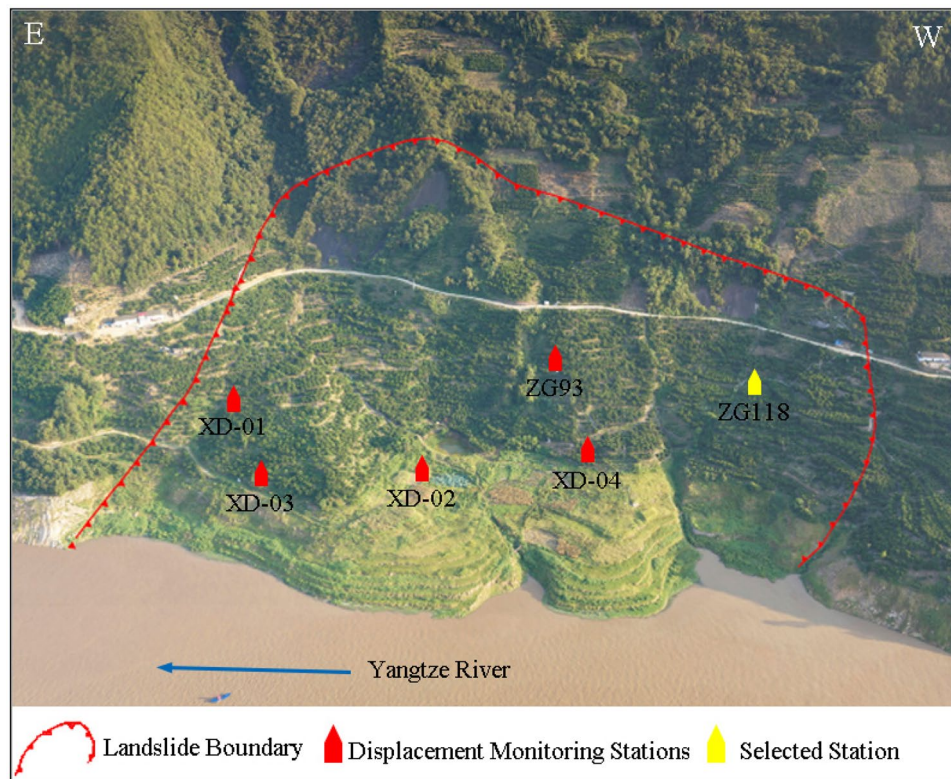 E
W
ZG93
ZG118
XD-01
XD-04
XD-03
XD-02
Yangtze River
Landslide Boundary
Displacement Monitoring Stations
Selected Station